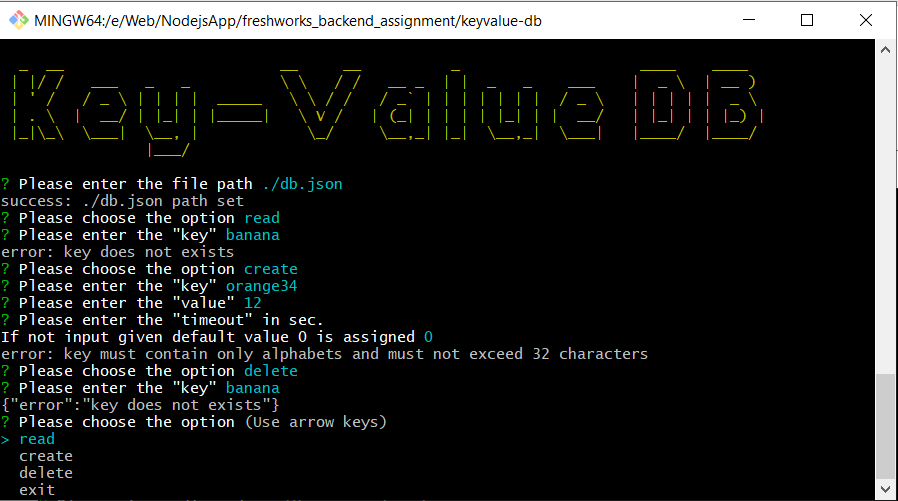 MINGW64:/e/Web/NodejsApp/freshworks_backend_assignment/keyvalue-db
Key-Value DB
? Please enter the file path ./db.json
success: ./db.json path set
? Please choose the option read
? Please enter the "key" banana
error: key does not exists
? Please choose the option create
? Please enter the "key" orange34
? Please enter the "value" 12
? Please enter the "timeout" in sec.
If not input given default value 0 is assigned 0
error: key must contain only alphabets and must not exceed 32 characters
? Please choose the option delete
? Please enter the "key" banana
{"error":"key does not exists"}
? Please choose the option (Use arrow keys)
> read
create
delete
exit